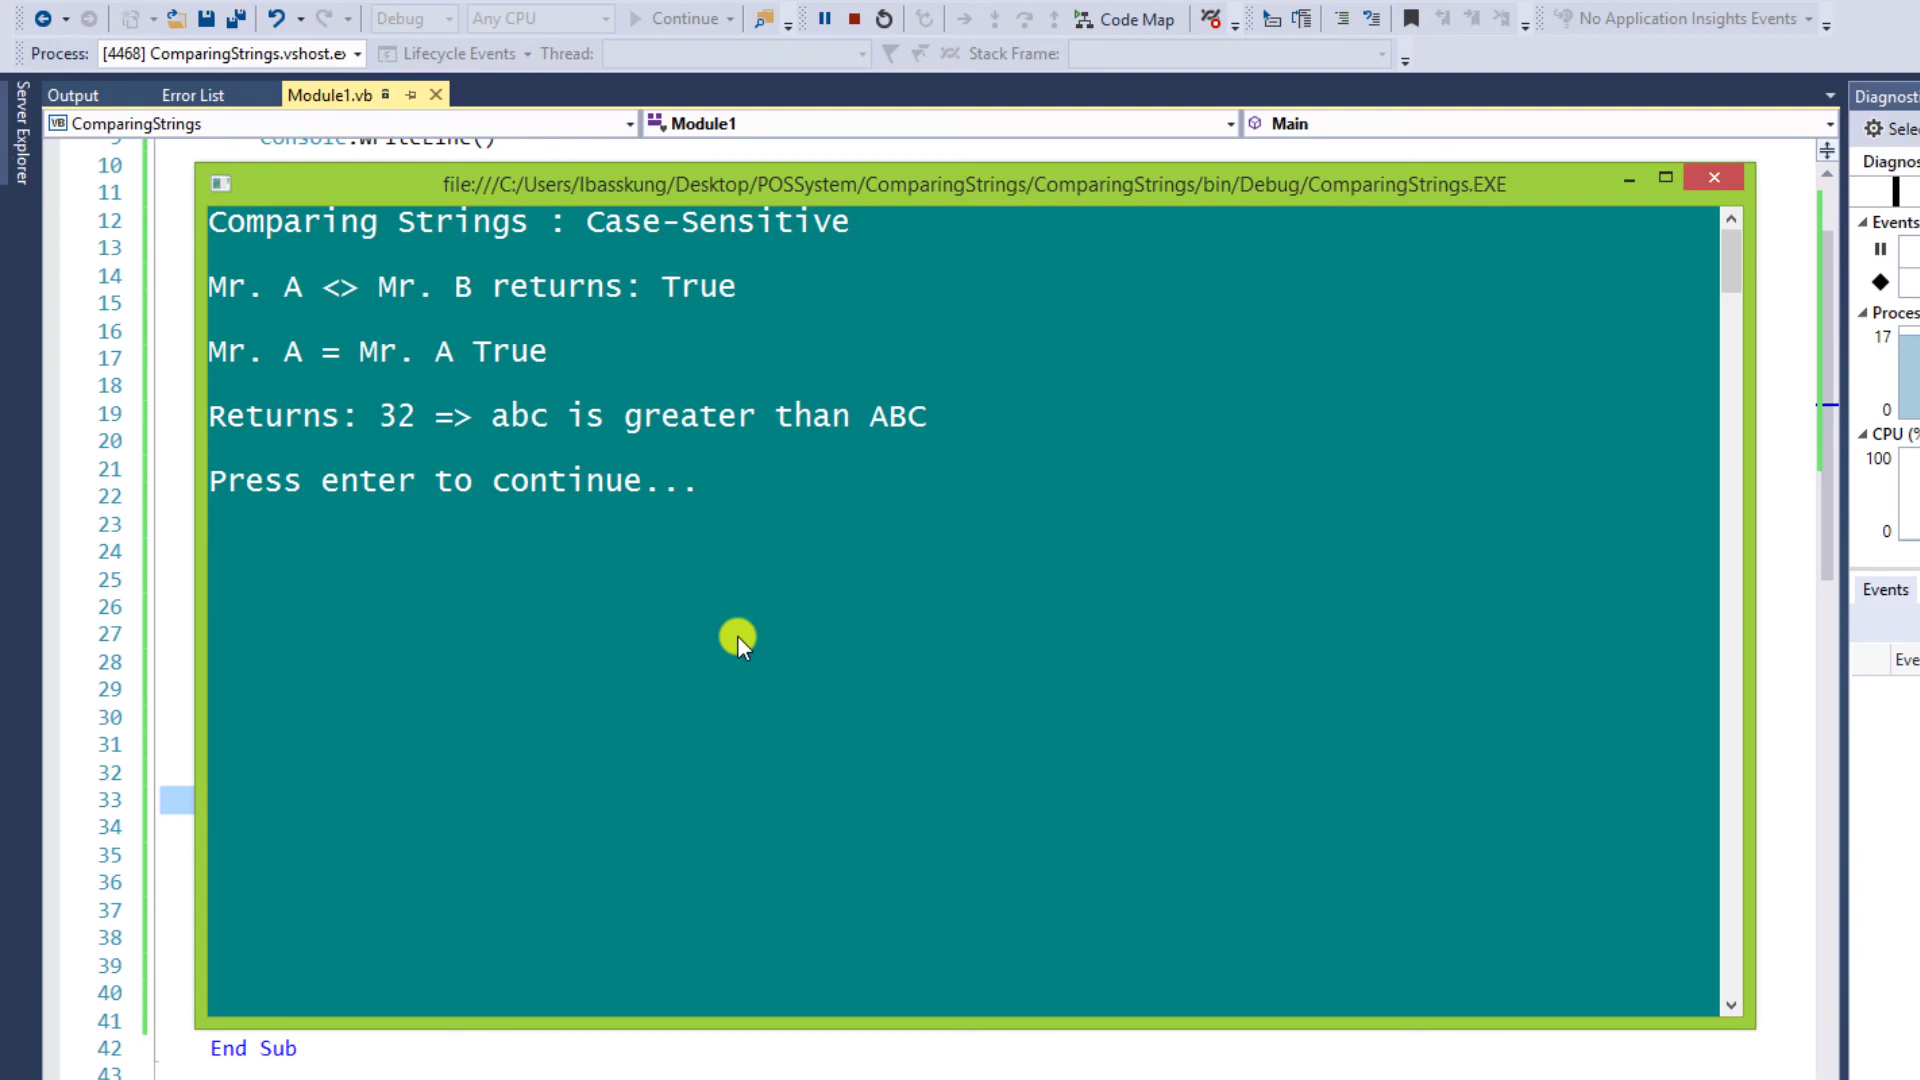 Debug Any CPU Continue Code Map No Application Insights Events
Process: [4468] ComparingStrings.vshost.ex Lifecycle Events Thread: Stack Frame:
Server Explorer
Output Error List Module1.vb
ComparingStrings Module1 Main
Console.WriteLine()
file:///C:/Users/Ibasskung/Desktop/POSSystem/ComparingStrings/ComparingStrings/bin/Debug/ComparingStrings.EXE
Comparing Strings : Case-Sensitive
Mr. A <> Mr. B returns: True
Mr. A = Mr. A True
Returns: 32 => abc is greater than ABC
Press enter to continue...
10
11
12
13
14
15
16
17
18
19
20
21
22
23
24
25
26
27
28
29
30
31
32
33
34
35
36
37
38
39
40
41
42 End Sub
43
Diagnosti
Sele
Diagnos
Events
Proces
17
0
CPU (%
100
0
Events
Eve